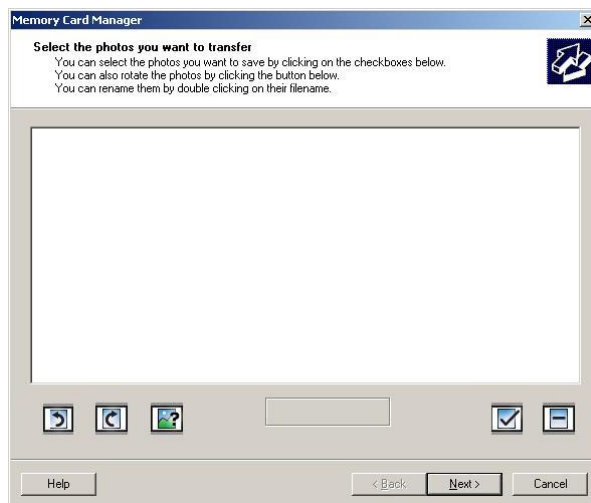 Memory Card Manager
Select the photos you want to transfer
You can select the photos you want to save by clicking on the checkboxes below.
You can also rotate the photos by clicking the button below.
You can rename them by double clicking on their filename.
?
Help
< Back
Next >
Cancel